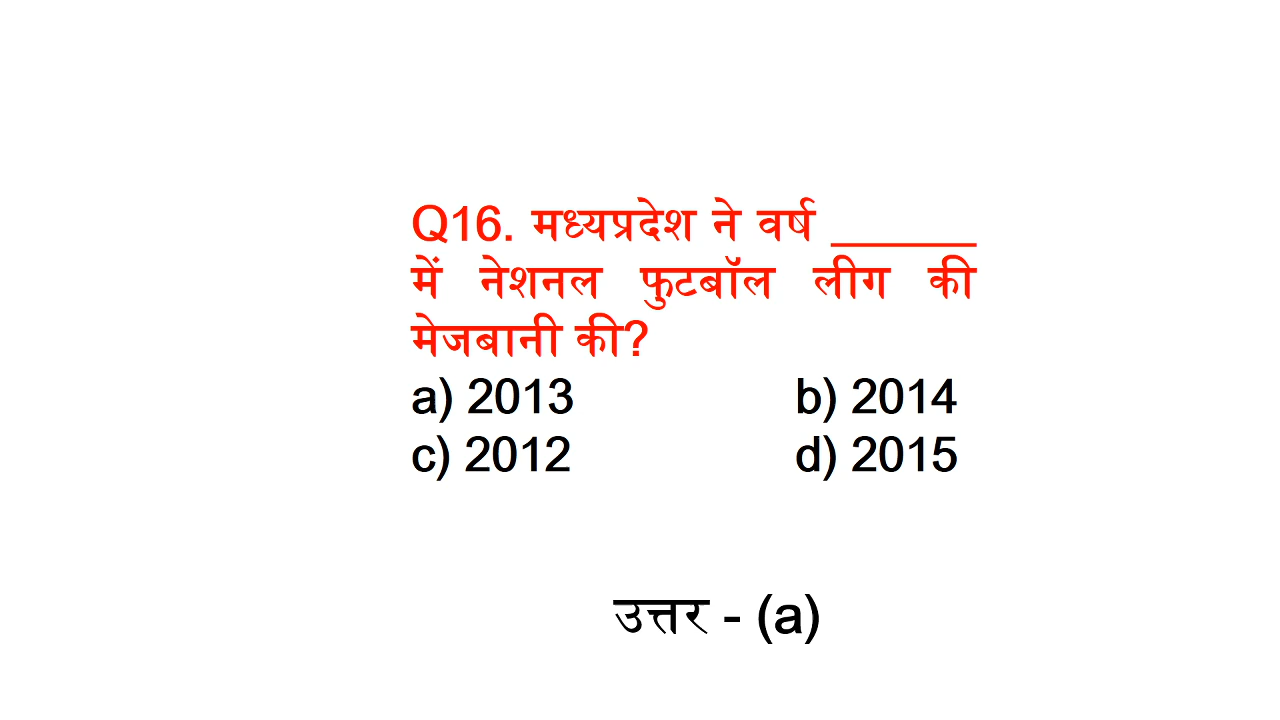 Q16. मध्यप्रदेश ने वर्ष ______
में नेशनल फुटबॉल लीग की
मेजबानी की?
a) 2013 b) 2014
c) 2012 d) 2015
उत्तर - (a)